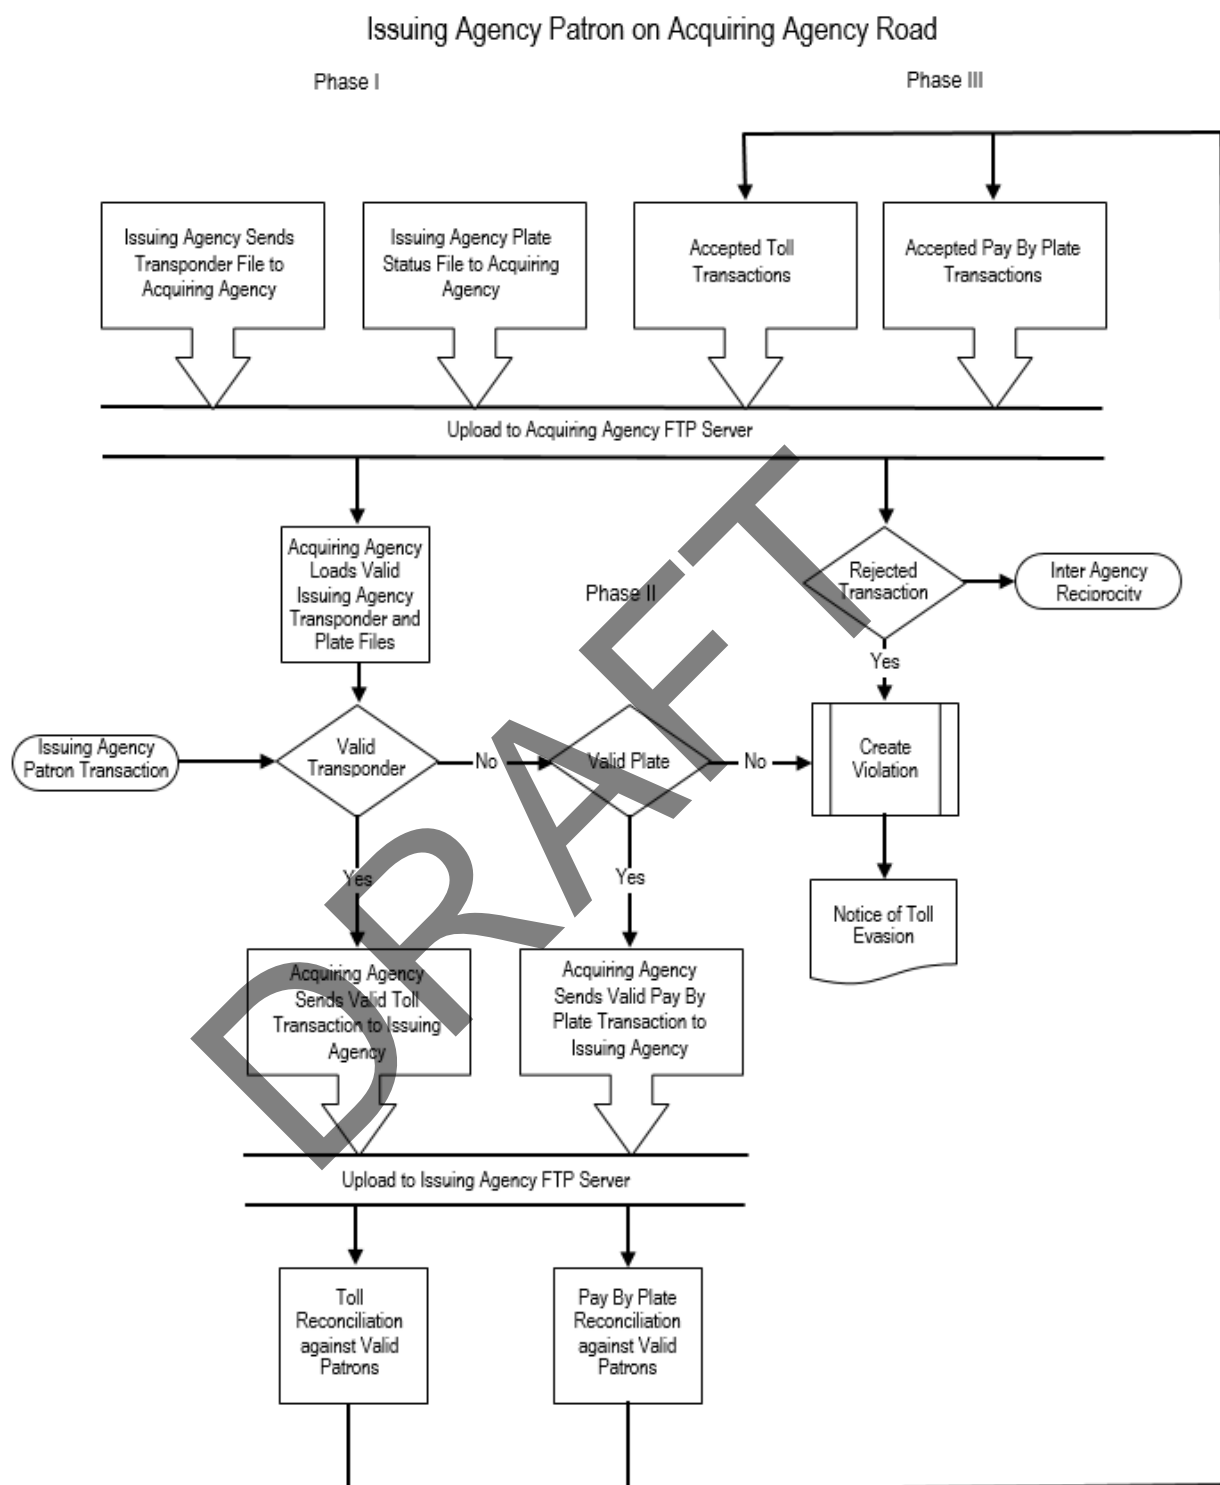 Issuing Agency Patron on Acquiring Agency Road
Phase I
Phase III
Issuing Agency Sends
Transponder File to
Acquiring Agency
Issuing Agency Plate
Status File to Acquiring
Agency
Accepted Toll
Transactions
Accepted Pay By Plate
Transactions
Upload to Acquiring Agency FTP Server
Acquiring Agency
Loads Valid
Issuing Agency
Transponder and
Plate Files
Phase II
Rejected
Transaction
Inter Agency
Reciprocity
Yes
Issuing Agency
Patron Transaction
Valid
Transponder
No
Valid Plate
No
Create
Violation
Yes
Yes
Notice of Toll
Evasion
Acquiring Agency
Sends Valid Toll
Transaction to Issuing
Agency
Acquiring Agency
Sends Valid Pay By
Plate Transaction to
Issuing Agency
Upload to Issuing Agency FTP Server
Toll
Reconciliation
against Valid
Patrons
Pay By Plate
Reconciliation
against Valid
Patrons
DRAFT